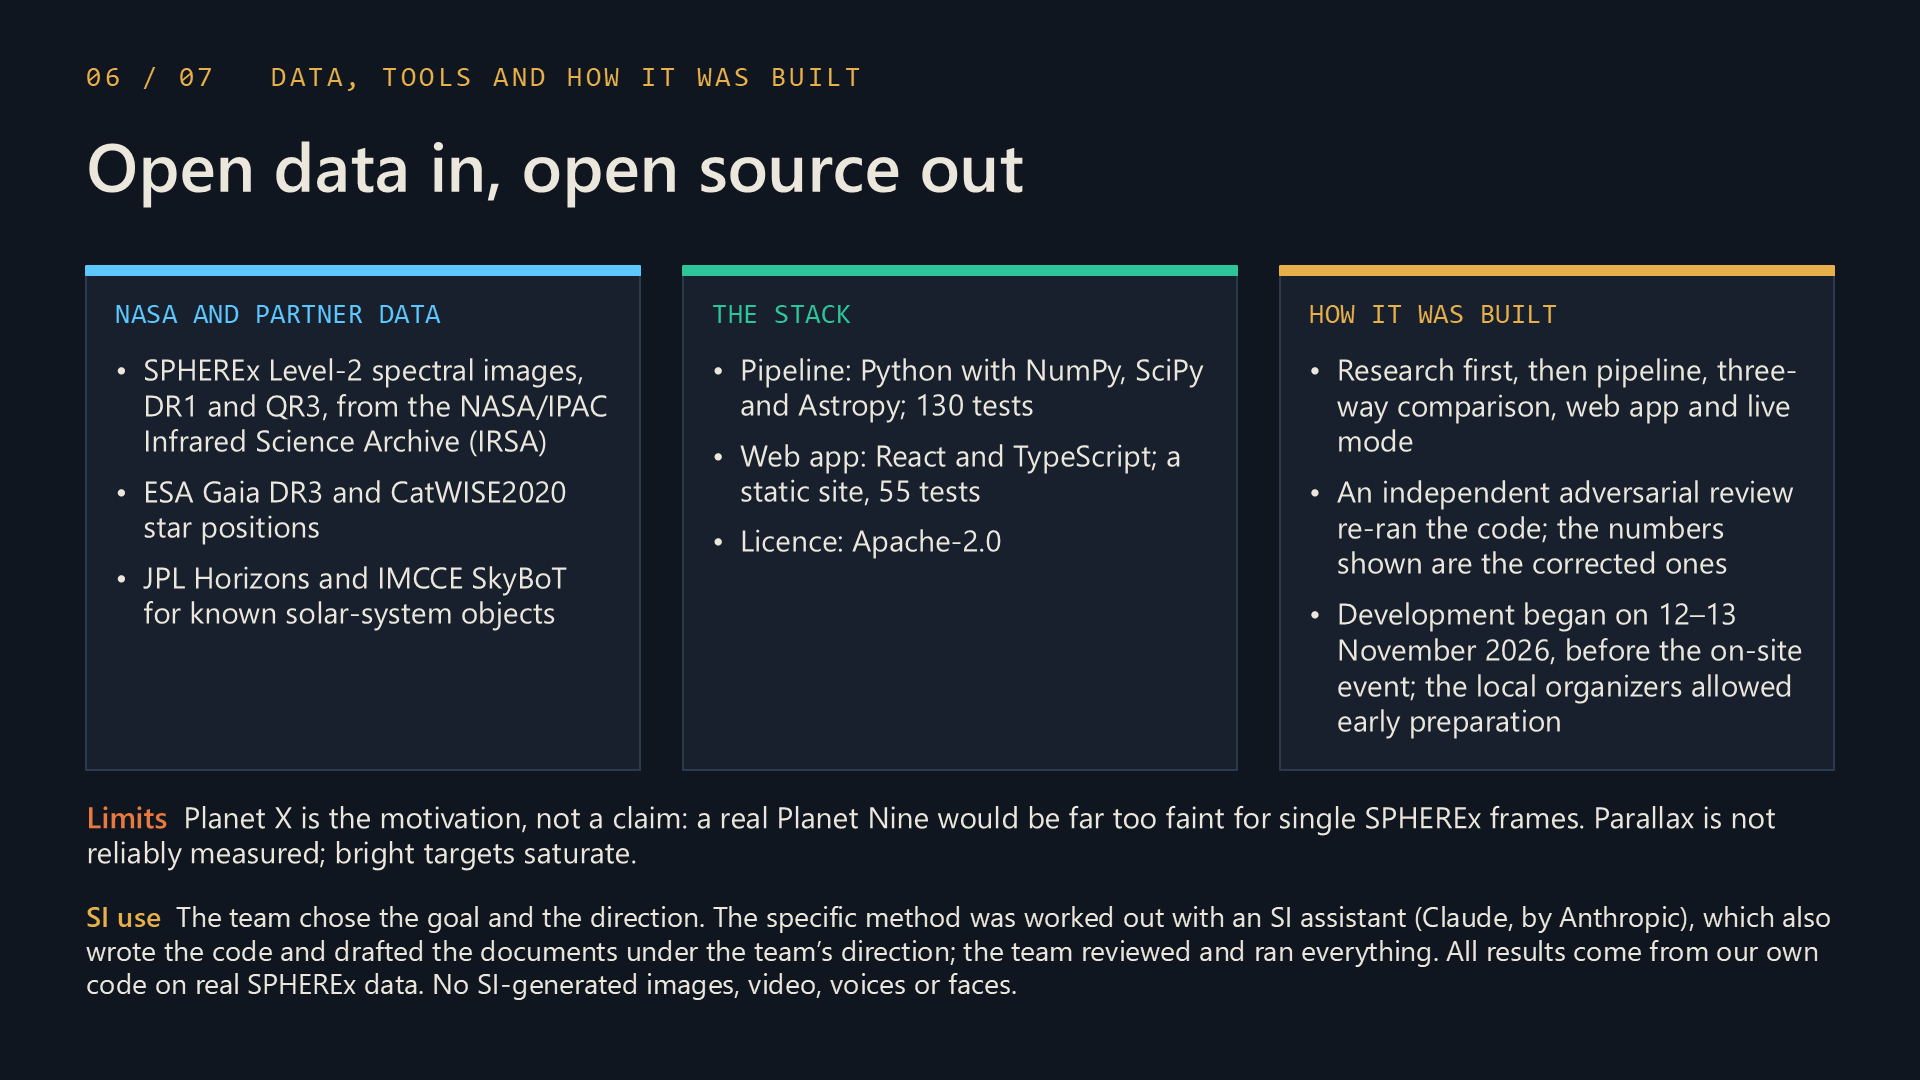 06 / 07 DATA, TOOLS AND HOW IT WAS BUILT
Open data in, open source out
NASA AND PARTNER DATA
• SPHEREx Level-2 spectral images,
DR1 and QR3, from the NASA/IPAC
Infrared Science Archive (IRSA)
• ESA Gaia DR3 and CatWISE2020
star positions
• JPL Horizons and IMCCE SkyBoT
for known solar-system objects
THE STACK
• Pipeline: Python with NumPy, SciPy
and Astropy; 130 tests
• Web app: React and TypeScript; a
static site, 55 tests
• Licence: Apache-2.0
HOW IT WAS BUILT
• Research first, then pipeline, three-
way comparison, web app and live
mode
• An independent adversarial review
re-ran the code; the numbers
shown are the corrected ones
• Development began on 12–13
November 2026, before the on-site
event; the local organizers allowed
early preparation
Limits Planet X is the motivation, not a claim: a real Planet Nine would be far too faint for single SPHEREx frames. Parallax is not
reliably measured; bright targets saturate.
SI use The team chose the goal and the direction. The specific method was worked out with an SI assistant (Claude, by Anthropic), which also
wrote the code and drafted the documents under the team’s direction; the team reviewed and ran everything. All results come from our own
code on real SPHEREx data. No SI-generated images, video, voices or faces.